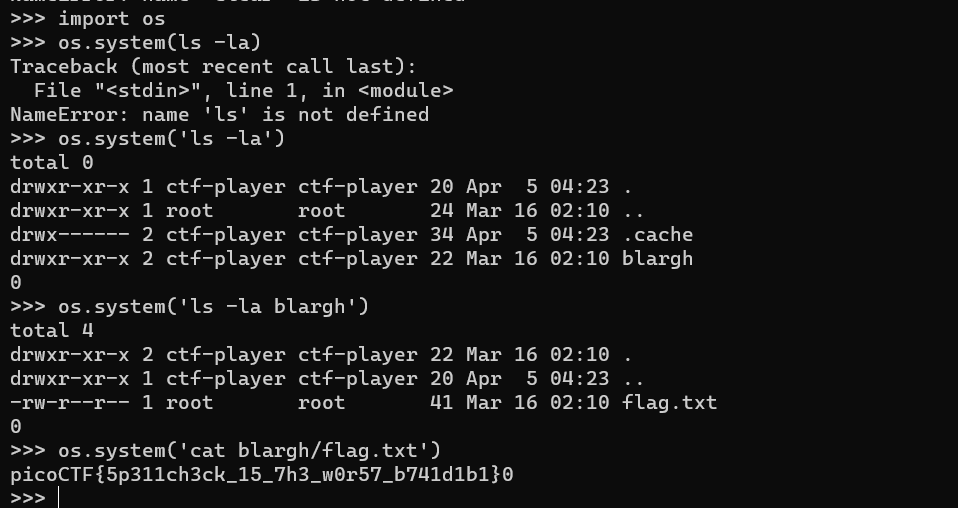 >>> import os
>>> os.system(ls -la)
Traceback (most recent call last):
  File "<stdin>", line 1, in <module>
NameError: name 'ls' is not defined
>>> os.system('ls -la')
total 0
drwxr-xr-x 1 ctf-player ctf-player 20 Apr  5 04:23 .
drwxr-xr-x 1 root       root       24 Mar 16 02:10 ..
drwx------ 2 ctf-player ctf-player 34 Apr  5 04:23 .cache
drwxr-xr-x 2 ctf-player ctf-player 22 Mar 16 02:10 blargh
0
>>> os.system('ls -la blargh')
total 4
drwxr-xr-x 2 ctf-player ctf-player 22 Mar 16 02:10 .
drwxr-xr-x 1 ctf-player ctf-player 20 Apr  5 04:23 ..
-rw-r--r-- 1 root       root       41 Mar 16 02:10 flag.txt
0
>>> os.system('cat blargh/flag.txt')
picoCTF{5p311ch3ck_15_7h3_w0r57_b741d1b1}0
>>>